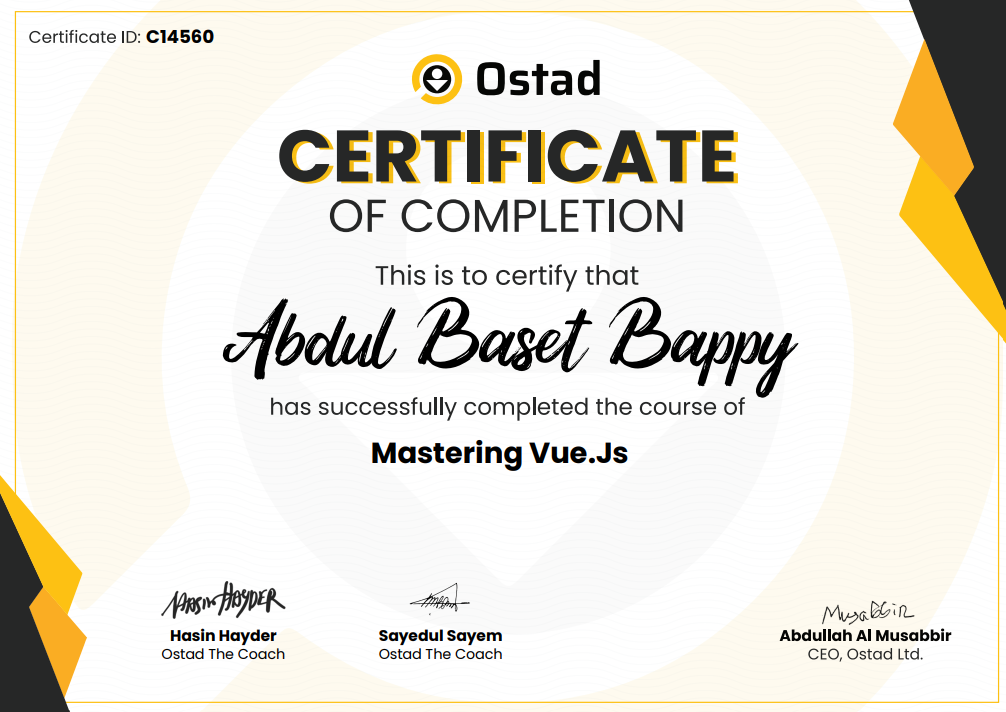 Certificate ID: C14560
Ostad
CERTIFICATE
OF COMPLETION
This is to certify that
Abdul Baset Bappy
has successfully completed the course of
Mastering Vue.Js
Hasin Hayder
Musabbir
Hasin Hayder
Sayedul Sayem
Abdullah Al Musabbir
Ostad The Coach
Ostad The Coach
CEO, Ostad Ltd.